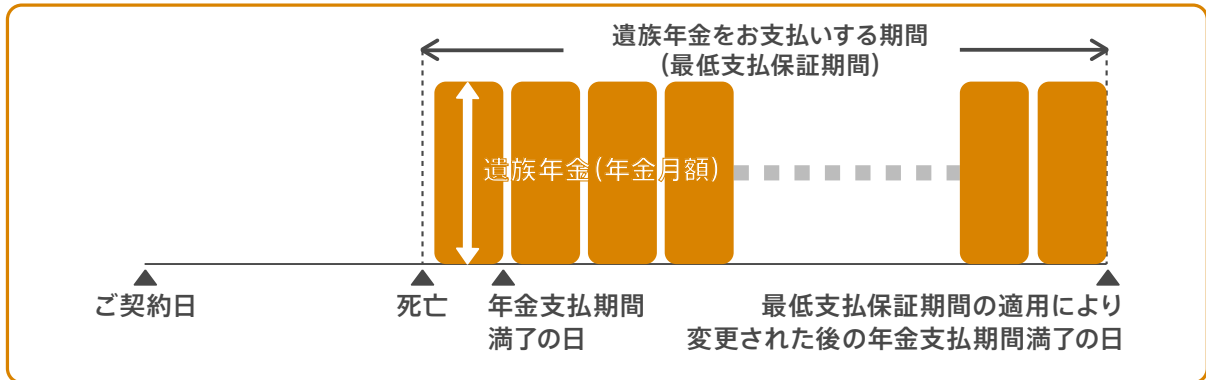 遺族年金をお支払いする期間
(最低支払保証期間)
遺族年金(年金月額)
ご契約日
死亡
年金支払期間
満了の日
最低支払保証期間の適用により
変更された後の年金支払期間満了の日